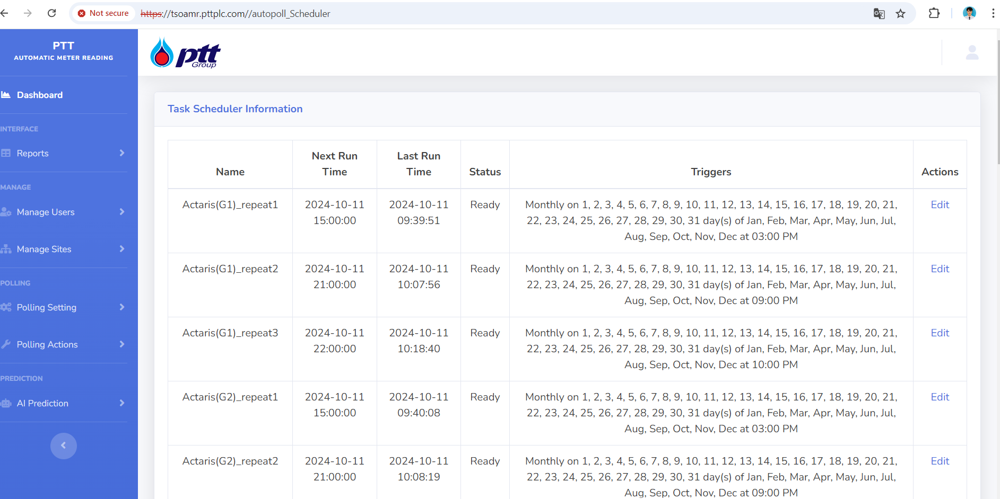 Not secure https://tsoamr.pttplc.com//autopoll_Scheduler
PTT
AUTOMATIC METER READING
Dashboard
INTERFACE
Reports
MANAGE
Manage Users
Manage Sites
POLLING
Polling Setting
Polling Actions
PREDICTION
AI Prediction
ptt
Group
Task Scheduler Information
Name Next Run Time Last Run Time Status Triggers Actions
Actaris(G1)_repeat1 2024-10-11 2024-10-11 Ready Monthly on 1, 2, 3, 4, 5, 6, 7, 8, 9, 10, 11, 12, 13, 14, 15, 16, 17, 18, 19, 20, 21, Edit
15:00:00 09:39:51 22, 23, 24, 25, 26, 27, 28, 29, 30, 31 day(s) of Jan, Feb, Mar, Apr, May, Jun, Jul,
Aug, Sep, Oct, Nov, Dec at 03:00 PM
Actaris(G1)_repeat2 2024-10-11 2024-10-11 Ready Monthly on 1, 2, 3, 4, 5, 6, 7, 8, 9, 10, 11, 12, 13, 14, 15, 16, 17, 18, 19, 20, 21, Edit
21:00:00 10:07:56 22, 23, 24, 25, 26, 27, 28, 29, 30, 31 day(s) of Jan, Feb, Mar, Apr, May, Jun, Jul,
Aug, Sep, Oct, Nov, Dec at 09:00 PM
Actaris(G1)_repeat3 2024-10-11 2024-10-11 Ready Monthly on 1, 2, 3, 4, 5, 6, 7, 8, 9, 10, 11, 12, 13, 14, 15, 16, 17, 18, 19, 20, 21, Edit
22:00:00 10:18:40 22, 23, 24, 25, 26, 27, 28, 29, 30, 31 day(s) of Jan, Feb, Mar, Apr, May, Jun, Jul,
Aug, Sep, Oct, Nov, Dec at 10:00 PM
Actaris(G2)_repeat1 2024-10-11 2024-10-11 Ready Monthly on 1, 2, 3, 4, 5, 6, 7, 8, 9, 10, 11, 12, 13, 14, 15, 16, 17, 18, 19, 20, 21, Edit
15:00:00 09:40:08 22, 23, 24, 25, 26, 27, 28, 29, 30, 31 day(s) of Jan, Feb, Mar, Apr, May, Jun, Jul,
Aug, Sep, Oct, Nov, Dec at 03:00 PM
Actaris(G2)_repeat2 2024-10-11 2024-10-11 Ready Monthly on 1, 2, 3, 4, 5, 6, 7, 8, 9, 10, 11, 12, 13, 14, 15, 16, 17, 18, 19, 20, 21, Edit
21:00:00 10:08:19 22, 23, 24, 25, 26, 27, 28, 29, 30, 31 day(s) of Jan, Feb, Mar, Apr, May, Jun, Jul,
Aug, Sep, Oct, Nov, Dec at 09:00 PM